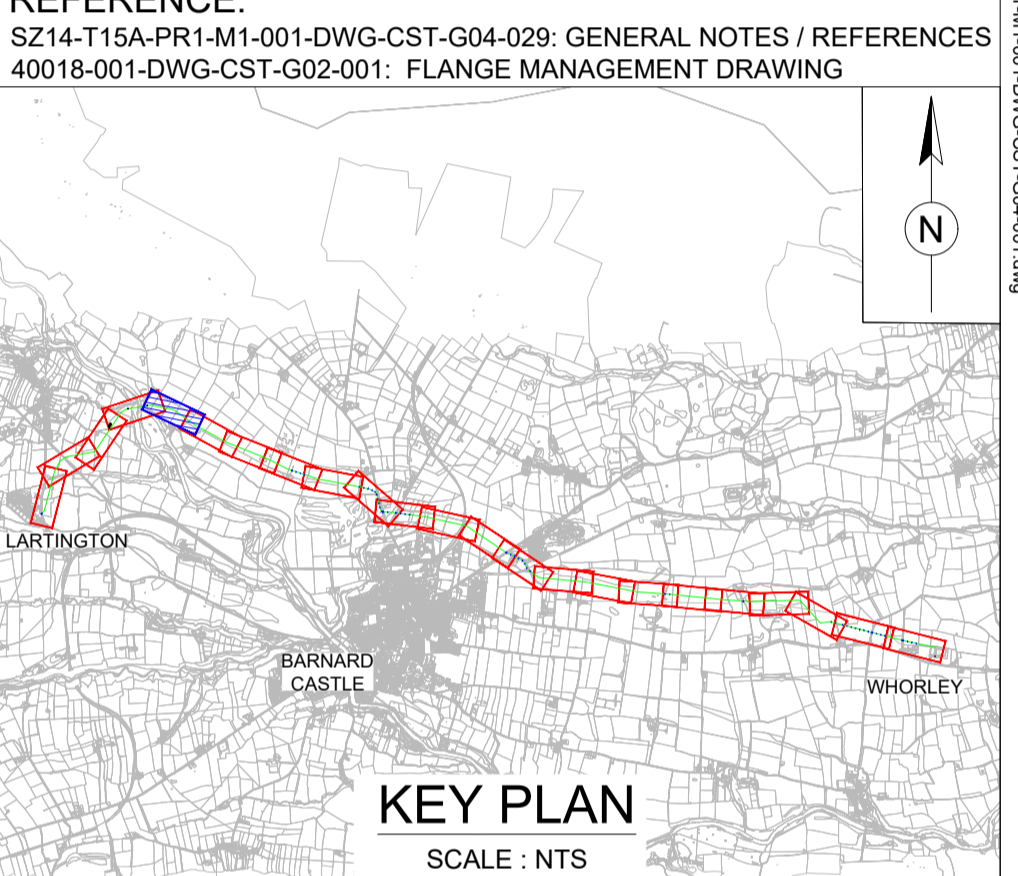 REFERENCE:
SZ14-T15A-PR1-M1-001-DWG-CST-G04-029: GENERAL NOTES / REFERENCES
40018-001-DWG-CST-G02-001: FLANGE MANAGEMENT DRAWING
N
LARTINGTON
BARNARD
CASTLE
WHORLEY
KEY PLAN
SCALE : NTS